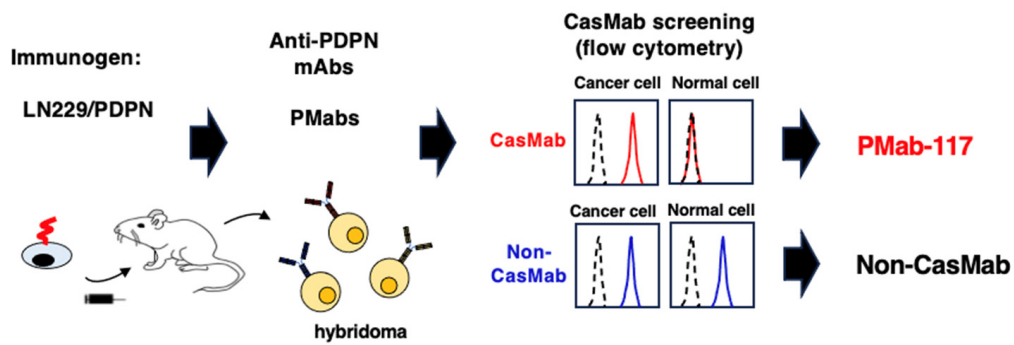 Immunogen:
LN229/PDPN
Anti-PDPN
mAbs
PMabs
hybridoma
CasMab screening
(flow cytometry)
Cancer cell
Normal cell
CasMab
PMab-117
Cancer cell
Normal cell
Non-
CasMab
Non-CasMab